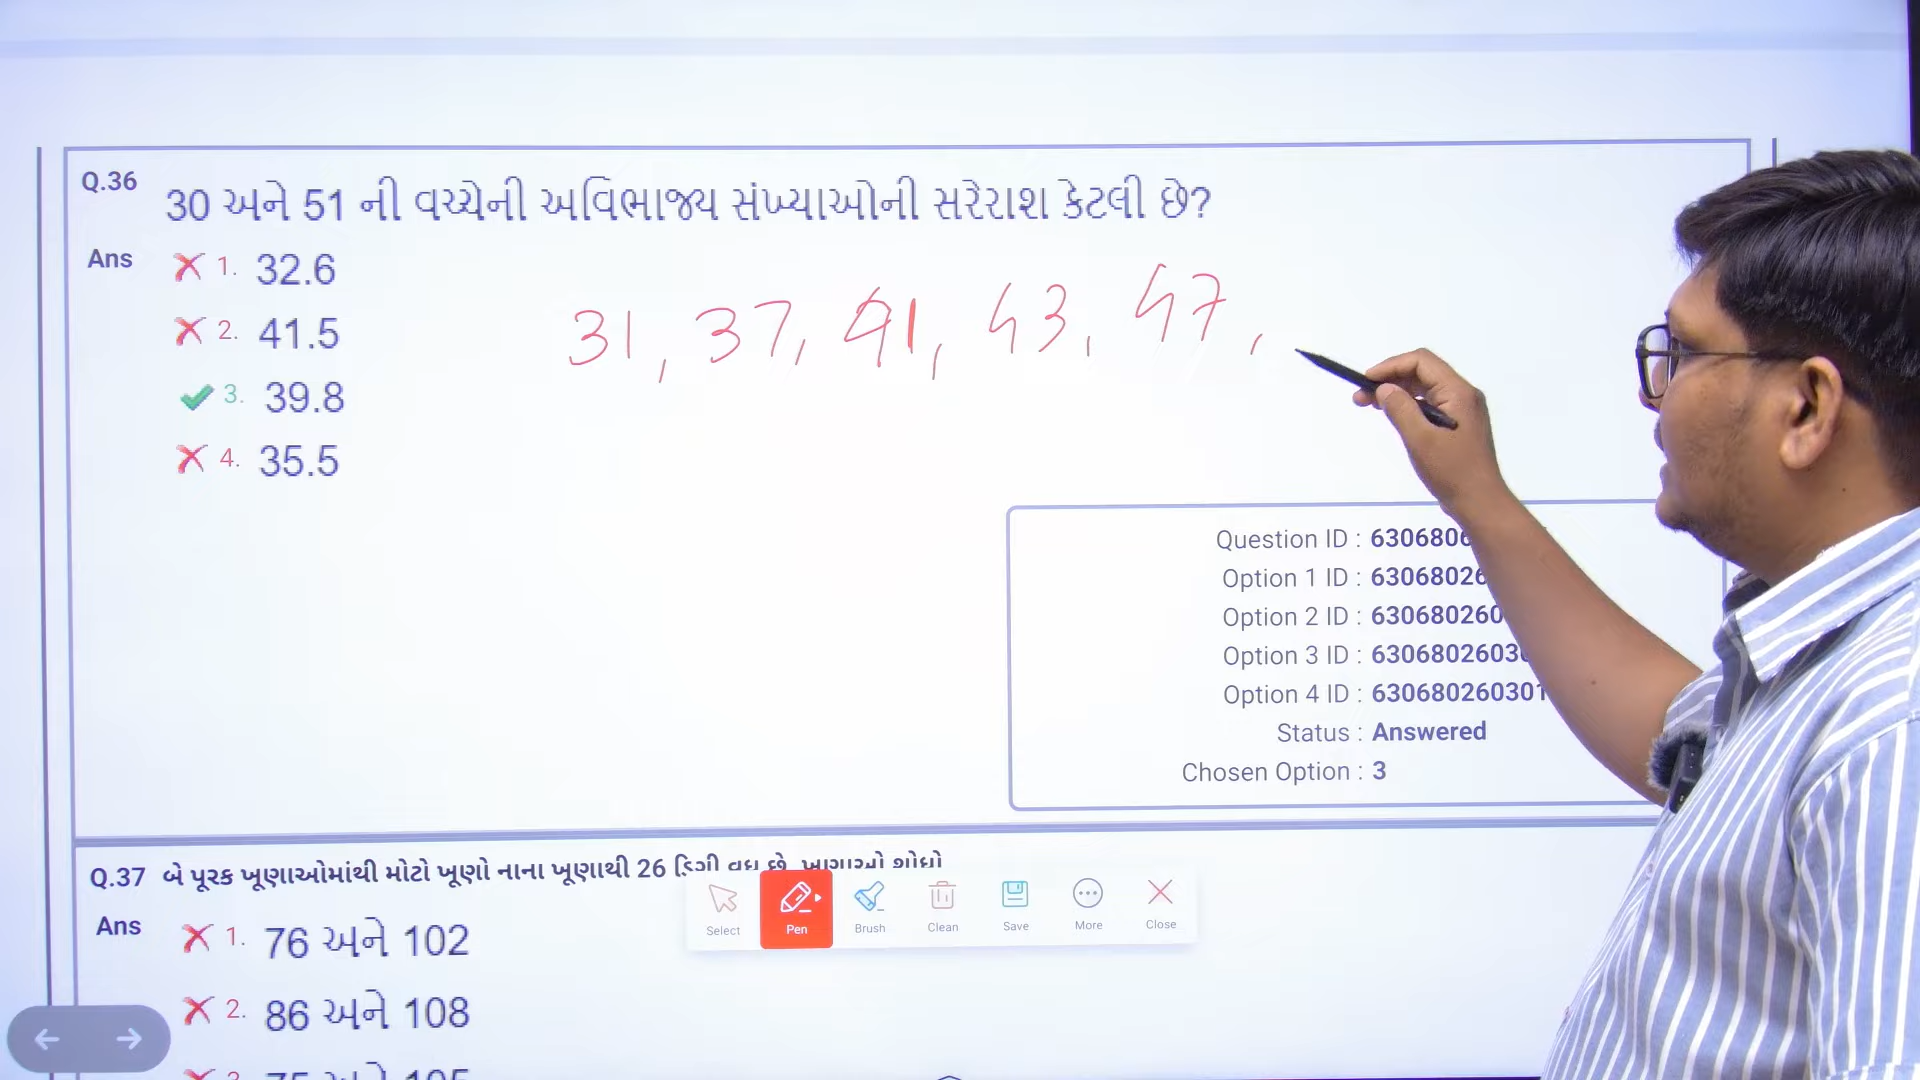 Q.36 30 અને 51 ની વચ્ચેની અવિભાજ્ય સંખ્યાઓની સરેરાશ કેટલી છે?
Ans
1. 32.6
2. 41.5
3. 39.8
4. 35.5
31, 37, 41, 43, 47,
Question ID : 6306806
Option 1 ID : 63068026
Option 2 ID : 630680260
Option 3 ID : 63068026030
Option 4 ID : 630680260301
Status : Answered
Chosen Option : 3
Q.37 બે પૂરક ખૂણાઓમાંથી મોટો ખૂણો નાના ખૂણાથી 26 ડિગ્રી વધુ છે. ખૂણાઓ શોધો
Ans
1. 76 અને 102
2. 86 અને 108
Select Pen Brush Clean Save More Close